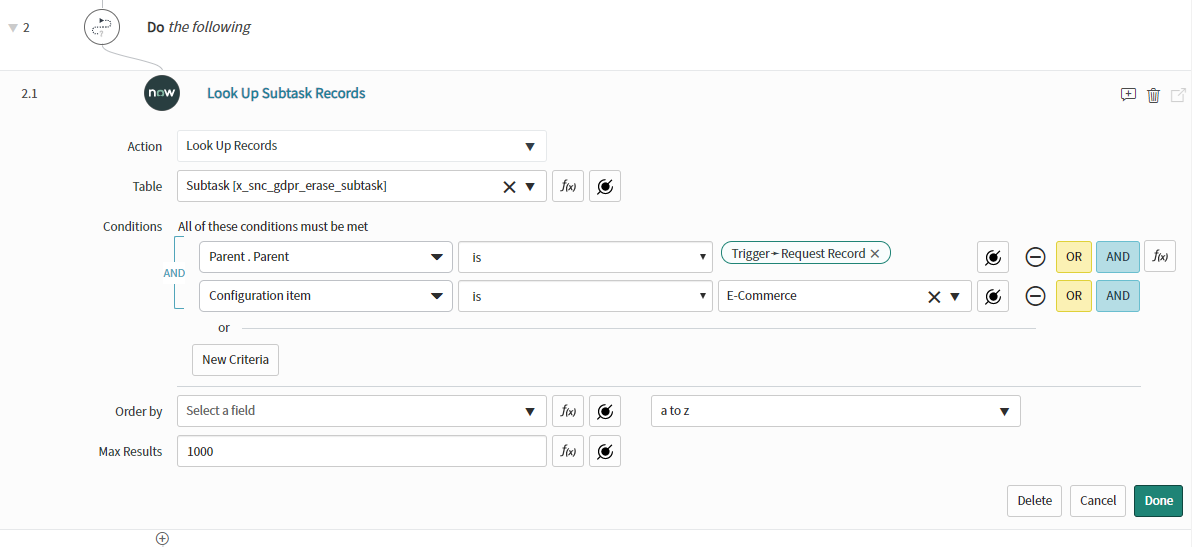 2 Do the following
2.1 now Look Up Subtask Records
Action Look Up Records
Table Subtask [x_snc_gdpr_erase_subtask] f(x)
Conditions All of these conditions must be met
Parent . Parent is Trigger➛Request Record OR AND f(x)
AND
Configuration item is E-Commerce OR AND
or
New Criteria
Order by Select a field f(x) a to z
Max Results 1000 f(x)
Delete Cancel Done